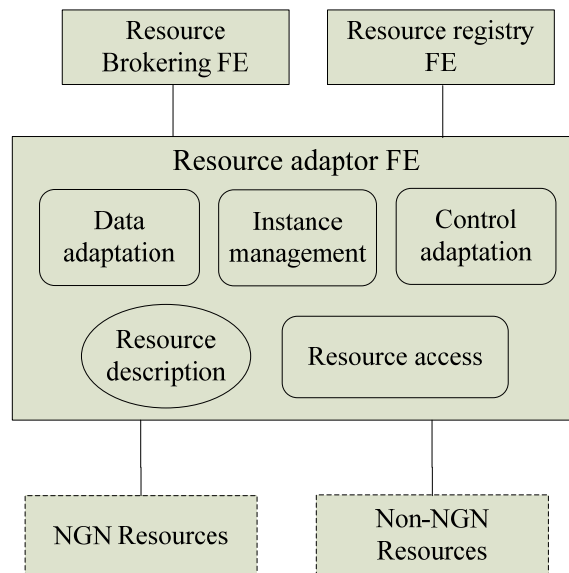 Resource
Brokering FE
Resource registry
FE
Resource adaptor FE
Data
adaptation
Instance
management
Control
adaptation
Resource
description
Resource access
NGN Resources
Non-NGN
Resources